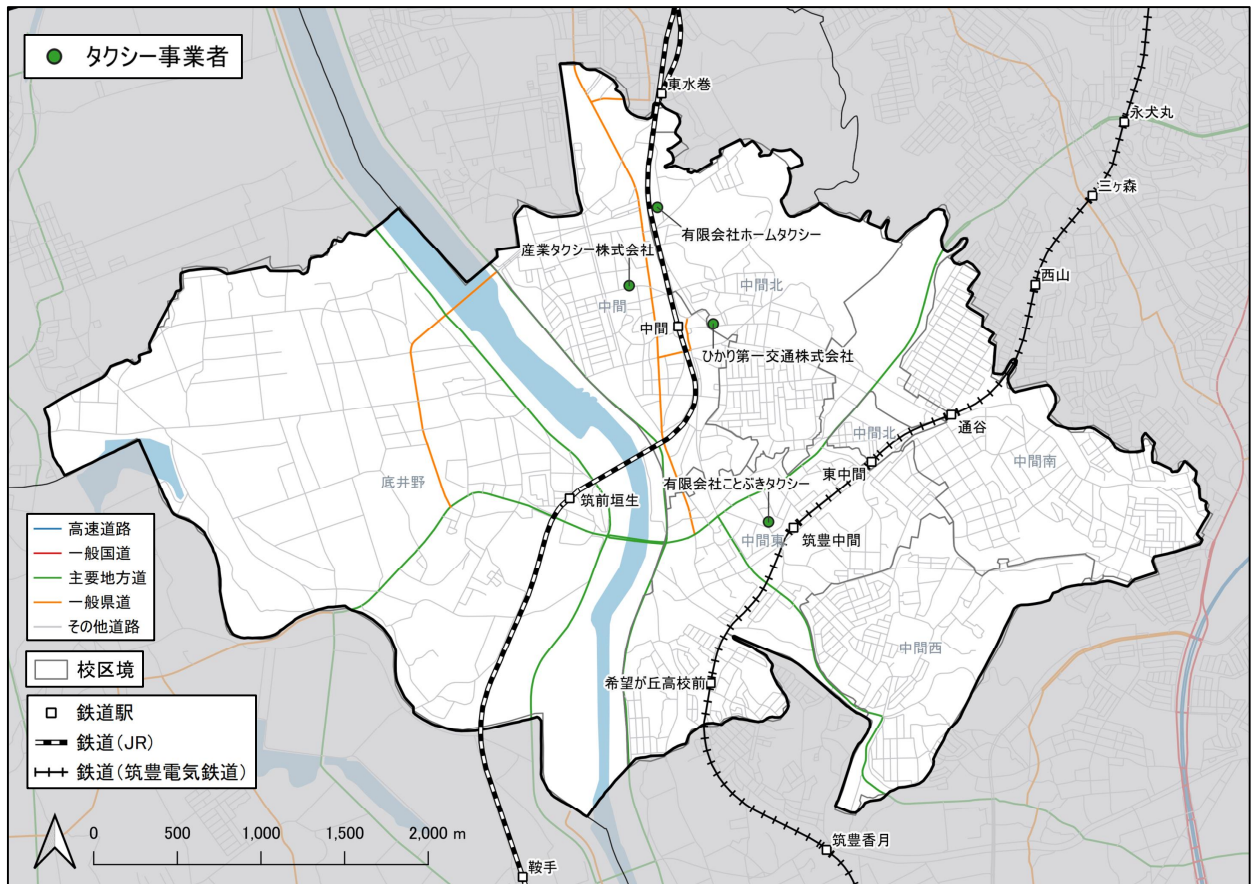 タクシー事業者
東水巻
永犬丸
三ヶ森
有限会社ホームタクシー
産業タクシー株式会社
西山
中間北
中間
中間
ひかり第一交通株式会社
通谷
中間北
東中間
中間南
有限会社ことぶきタクシー
底井野
筑前垣生
筑豊中間
中間東
中間西
希望が丘高校前
高速道路
一般国道
主要地方道
一般県道
その他道路
校区境
鉄道駅
鉄道(JR)
鉄道(筑豊電気鉄道)
0 500 1,000 1,500 2,000 m
筑豊香月
鞍手